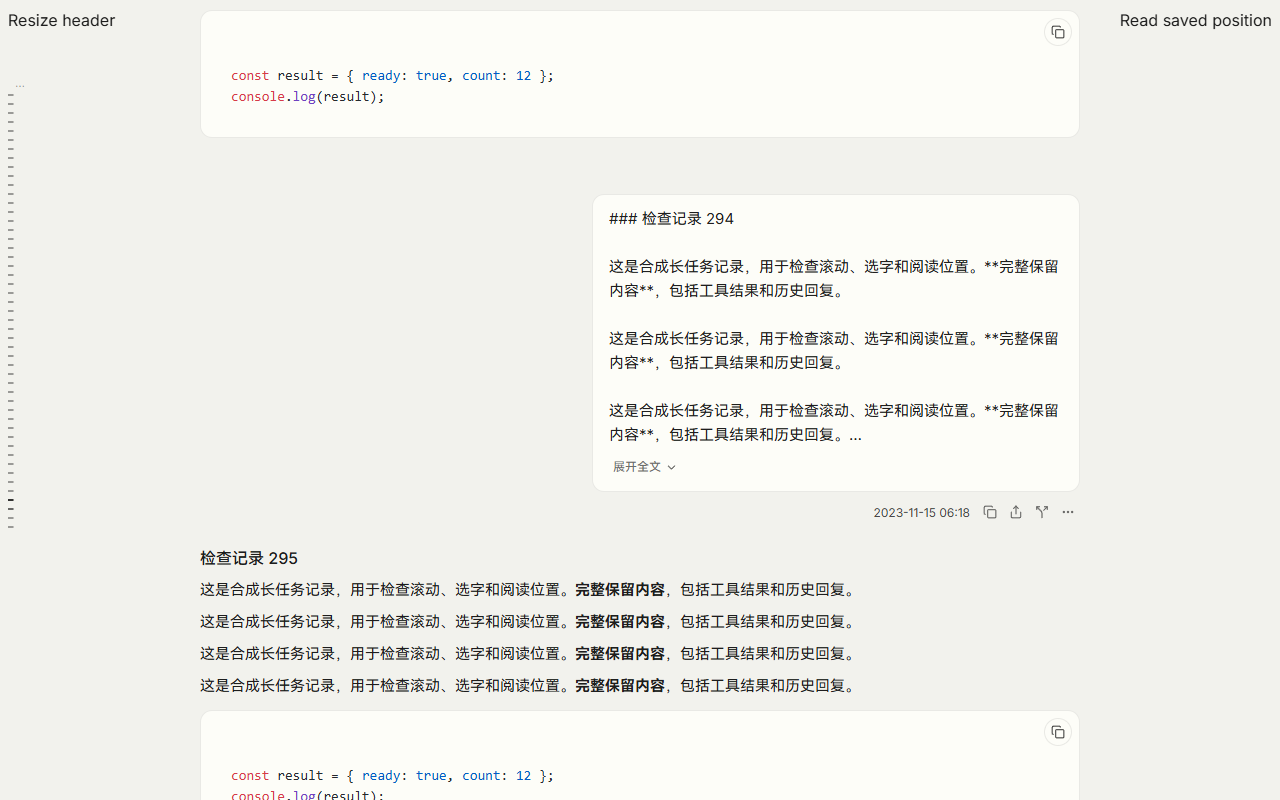 Resize header
Read saved position
const result = { ready: true, count: 12 };
console.log(result);
...
### 检查记录 294
这是合成长任务记录，用于检查滚动、选字和阅读位置。**完整保留
内容**，包括工具结果和历史回复。
这是合成长任务记录，用于检查滚动、选字和阅读位置。**完整保留
内容**，包括工具结果和历史回复。
这是合成长任务记录，用于检查滚动、选字和阅读位置。**完整保留
内容**，包括工具结果和历史回复。...
展开全文
2023-11-15 06:18
检查记录 295
这是合成长任务记录，用于检查滚动、选字和阅读位置。完整保留内容，包括工具结果和历史回复。
这是合成长任务记录，用于检查滚动、选字和阅读位置。完整保留内容，包括工具结果和历史回复。
这是合成长任务记录，用于检查滚动、选字和阅读位置。完整保留内容，包括工具结果和历史回复。
这是合成长任务记录，用于检查滚动、选字和阅读位置。完整保留内容，包括工具结果和历史回复。
const result = { ready: true, count: 12 };
console.log(result);